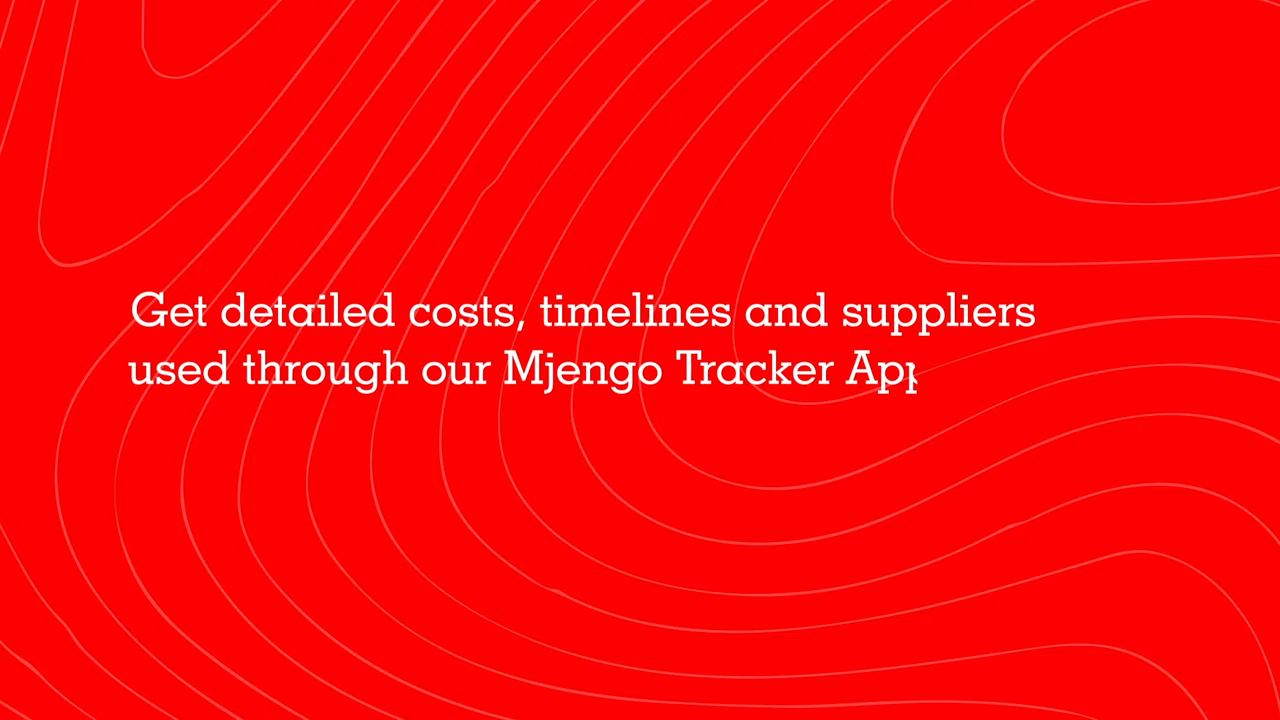 Get detailed costs, timelines and suppliers
used through our Mjengo Tracker App